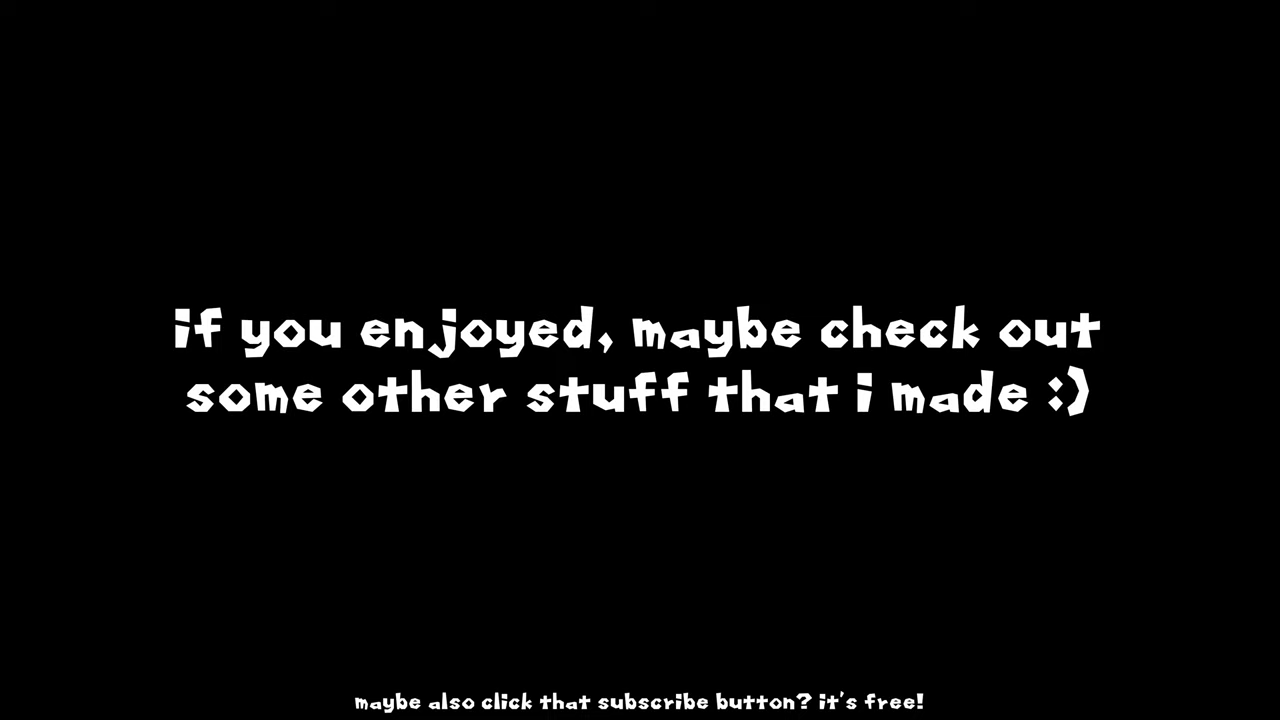 if you enjoyed, maybe check out
some other stuff that i made :)
maybe also click that subscribe button? it's free!